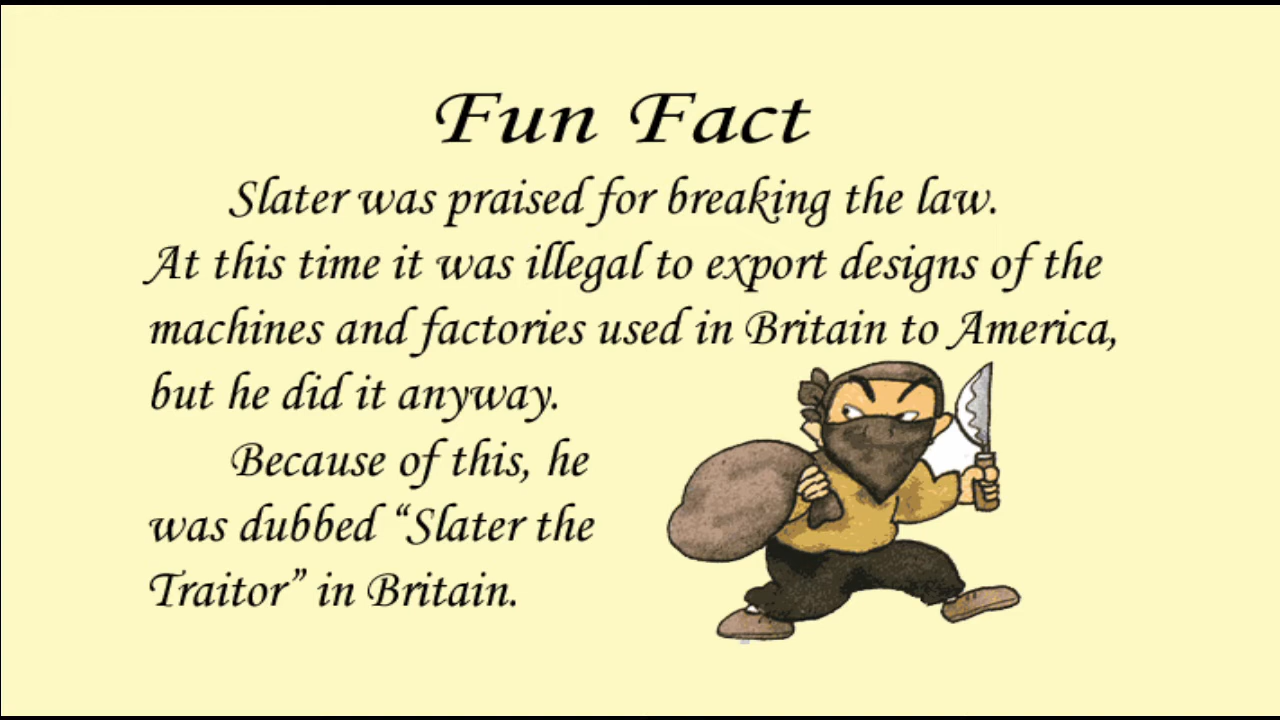 Fun Fact
Slater was praised for breaking the law.
At this time it was illegal to export designs of the
machines and factories used in Britain to America,
but he did it anyway.
Because of this, he
was dubbed “Slater the
Traitor” in Britain.